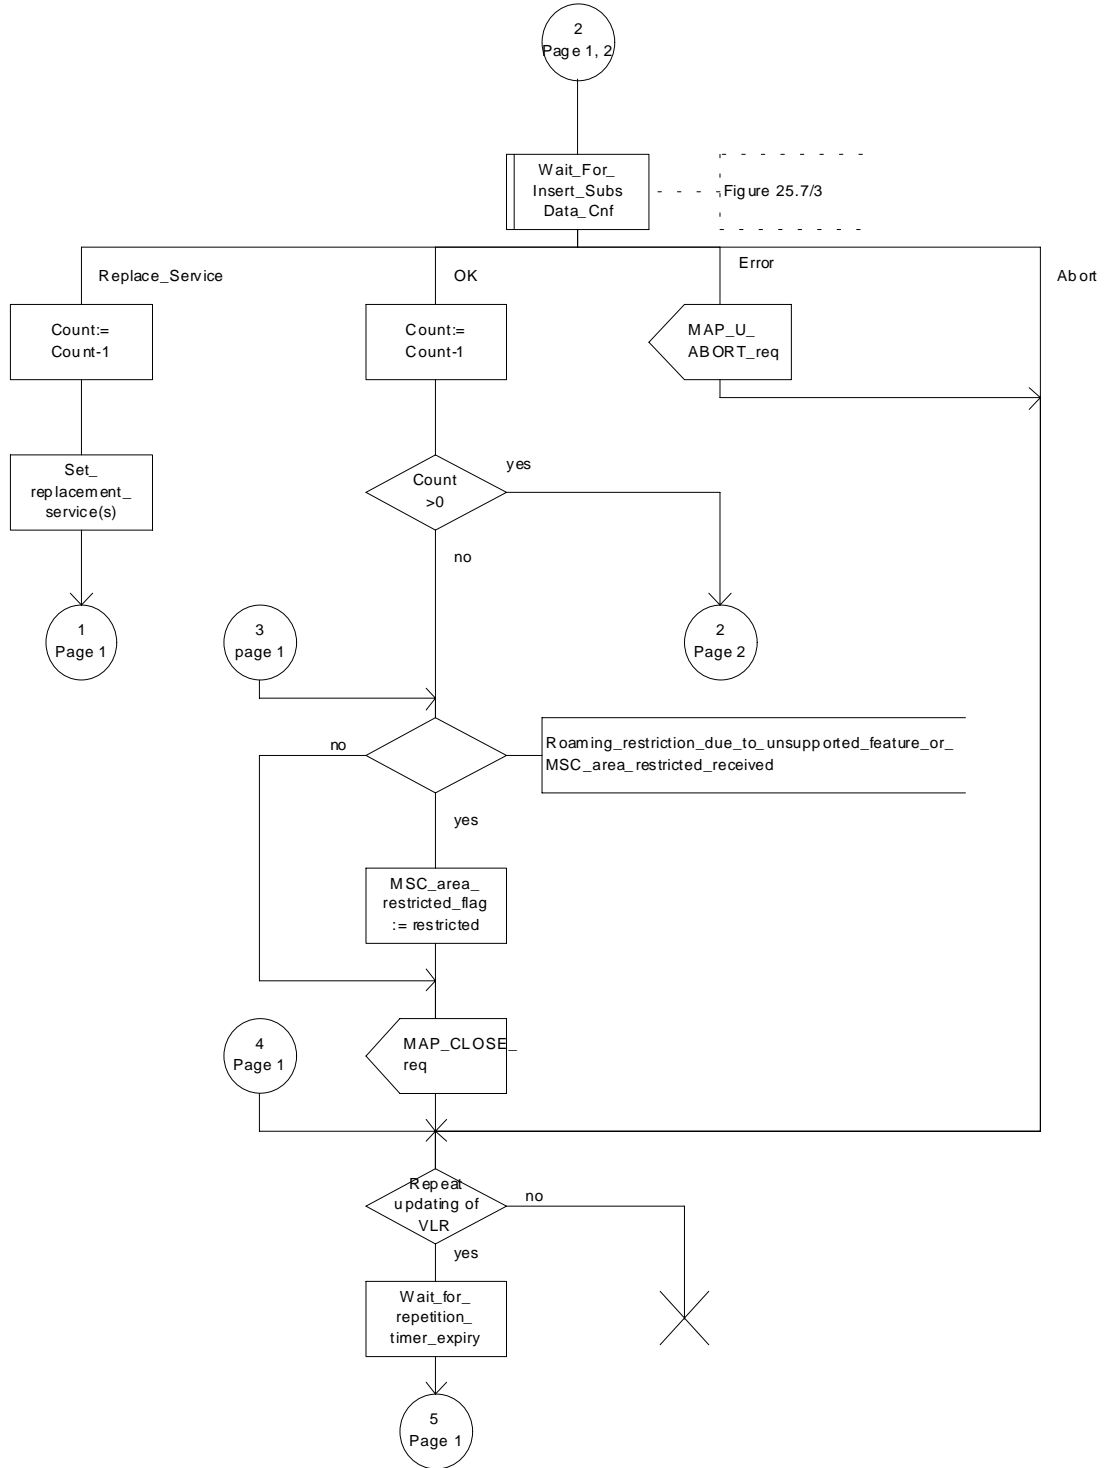 2
Page 1, 2
Wait_For_
Insert_Subs
Data_Cnf
Figure 25.7/3
Replace_Service
OK
Error
Abort
Count:=
Count-1
Count:=
Count-1
MAP_U_
ABORT_req
Set_
replacement_
service(s)
Count
>0
yes
no
1
Page 1
3
page 1
2
Page 2
no
Roaming_restriction_due_to_unsupported_feature_or_
MSC_area_restricted_received
yes
MSC_area_
restricted_flag
:= restricted
4
Page 1
MAP_CLOSE_
req
Repeat
updating of
VLR
no
yes
Wait_for_
repetition_
timer_expiry
5
Page 1